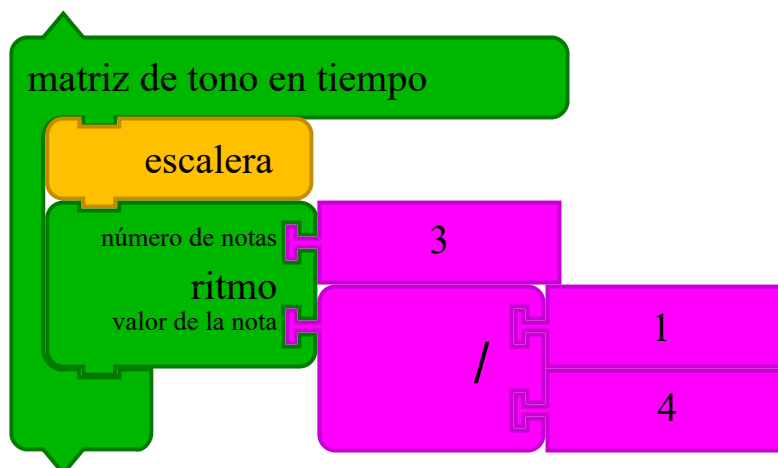 matriz de tono en tiempo
escalera
número de notas
3
ritmo
valor de la nota
1
/
4